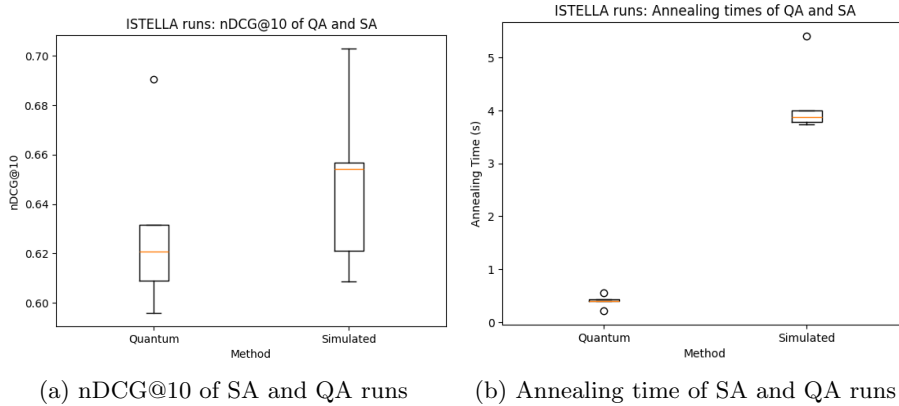 ISTELLA runs: nDCG@10 of QA and SA
nDCG@10
0.70
0.68
0.66
0.64
0.62
0.60
Quantum
Simulated
Method
(a) nDCG@10 of SA and QA runs
ISTELLA runs: Annealing times of QA and SA
Annealing Time (s)
5
4
3
2
1
0
Quantum
Simulated
Method
(b) Annealing time of SA and QA runs